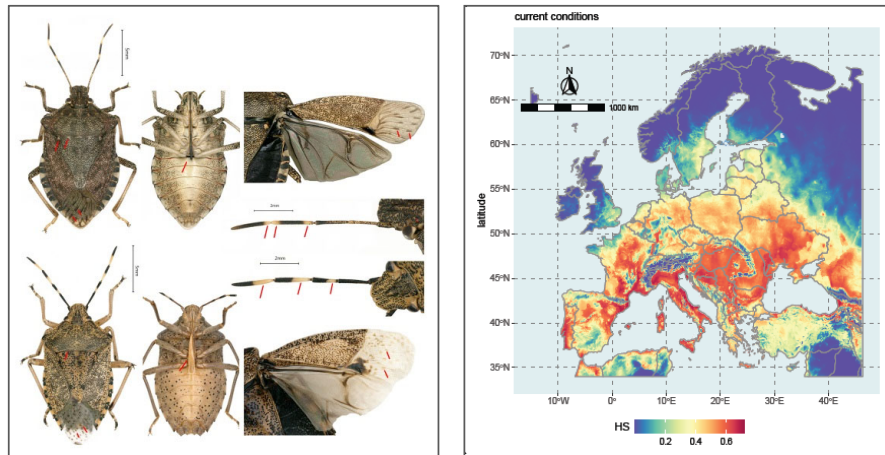 5mm
2mm
2mm
5mm
current conditions
N
1000 km
70°N
65°N
60°N
55°N
50°N
45°N
40°N
35°N
latitude
10°W
0°
10°E
20°E
30°E
40°E
HS
0.2
0.4
0.6